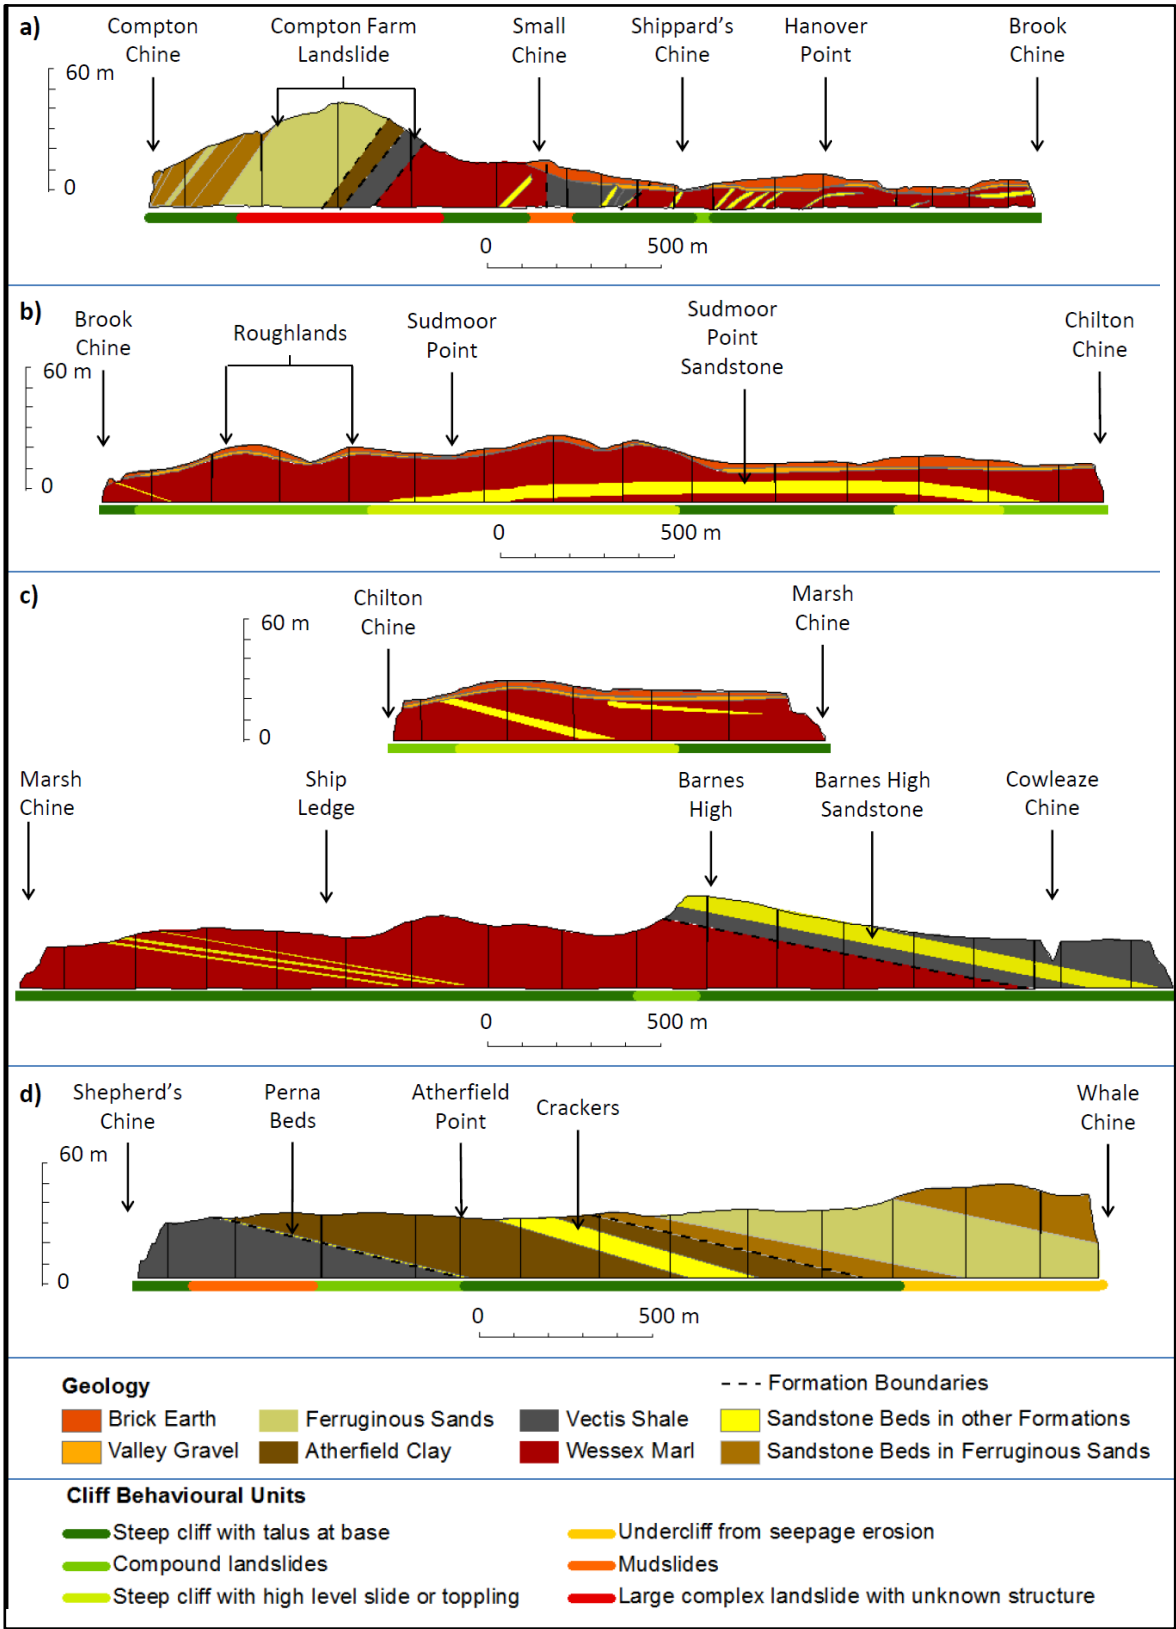 a)
Compton
Chine
Compton Farm
Landslide
Small
Chine
Shippard's
Chine
Hanover
Point
Brook
Chine
60 m
0
0 500 m
b)
Brook
Chine
Roughlands
Sudmoor
Point
Sudmoor
Point
Sandstone
Chilton
Chine
60 m
0
0 500 m
c)
Chilton
Chine
Marsh
Chine
60 m
0
Marsh
Chine
Ship
Ledge
Barnes
High
Barnes High
Sandstone
Cowleaze
Chine
0 500 m
d)
Shepherd's
Chine
Perna
Beds
Atherfield
Point
Crackers
Whale
Chine
60 m
0
0 500 m
Geology
Formation Boundaries
Brick Earth Ferruginous Sands Vectis Shale Sandstone Beds in other Formations
Valley Gravel Atherfield Clay Wessex Marl Sandstone Beds in Ferruginous Sands
Cliff Behavioural Units
Steep cliff with talus at base Undercliff from seepage erosion
Compound landslides Mudslides
Steep cliff with high level slide or toppling Large complex landslide with unknown structure